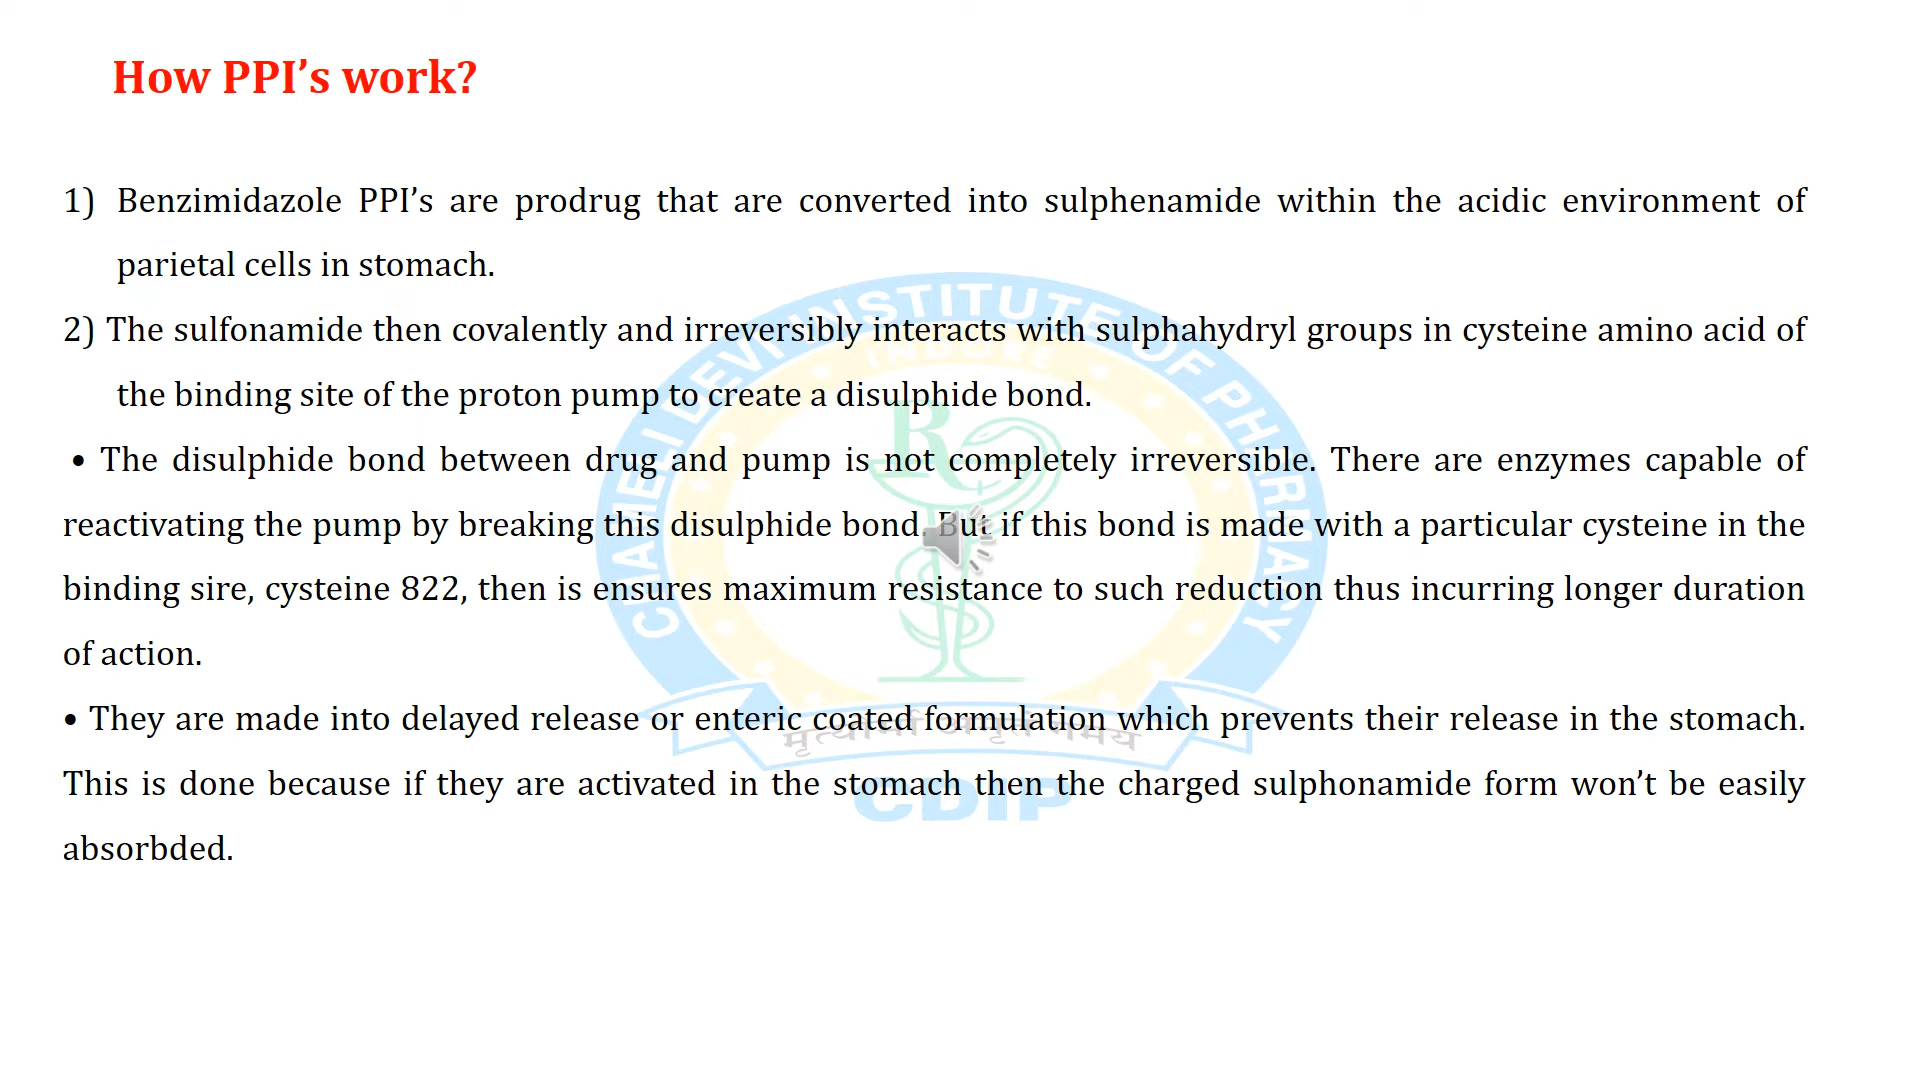 How PPI’s work?
1) Benzimidazole PPI’s are prodrug that are converted into sulphenamide within the acidic environment of
parietal cells in stomach.
2) The sulfonamide then covalently and irreversibly interacts with sulphahydryl groups in cysteine amino acid of
the binding site of the proton pump to create a disulphide bond.
• The disulphide bond between drug and pump is not completely irreversible. There are enzymes capable of
reactivating the pump by breaking this disulphide bond. But if this bond is made with a particular cysteine in the
binding sire, cysteine 822, then is ensures maximum resistance to such reduction thus incurring longer duration
of action.
• They are made into delayed release or enteric coated formulation which prevents their release in the stomach.
This is done because if they are activated in the stomach then the charged sulphonamide form won’t be easily
absorbded.
CHAMELI DEVI INSTITUTE OF PHARMACY
INDORE
CDIP